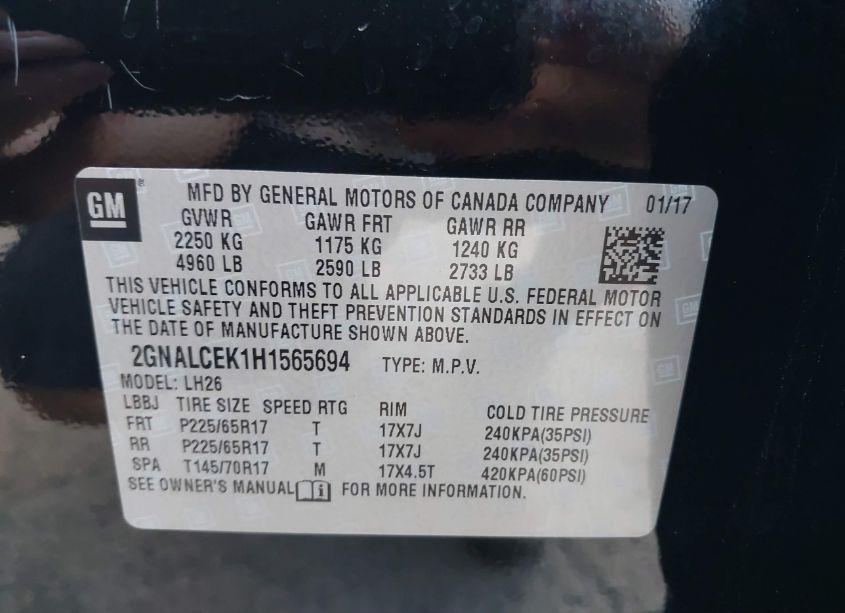 GM
MFD BY GENERAL MOTORS OF CANADA COMPANY 01/17
GVWR GAWR FRT GAWR RR
2250 KG 1175 KG 1240 KG
4960 LB 2590 LB 2733 LB
THIS VEHICLE CONFORMS TO ALL APPLICABLE U.S. FEDERAL MOTOR
VEHICLE SAFETY AND THEFT PREVENTION STANDARDS IN EFFECT ON
THE DATE OF MANUFACTURE SHOWN ABOVE.
2GNALCEK1H1565694 TYPE: M.P.V.
MODEL: LH26
LBBJ TIRE SIZE SPEED RTG RIM COLD TIRE PRESSURE
FRT P225/65R17 T 17X7J 240KPA(35PSI)
RR P225/65R17 T 17X7J 240KPA(35PSI)
SPA T145/70R17 M 17X4.5T 420KPA(60PSI)
SEE OWNER'S MANUAL FOR MORE INFORMATION.